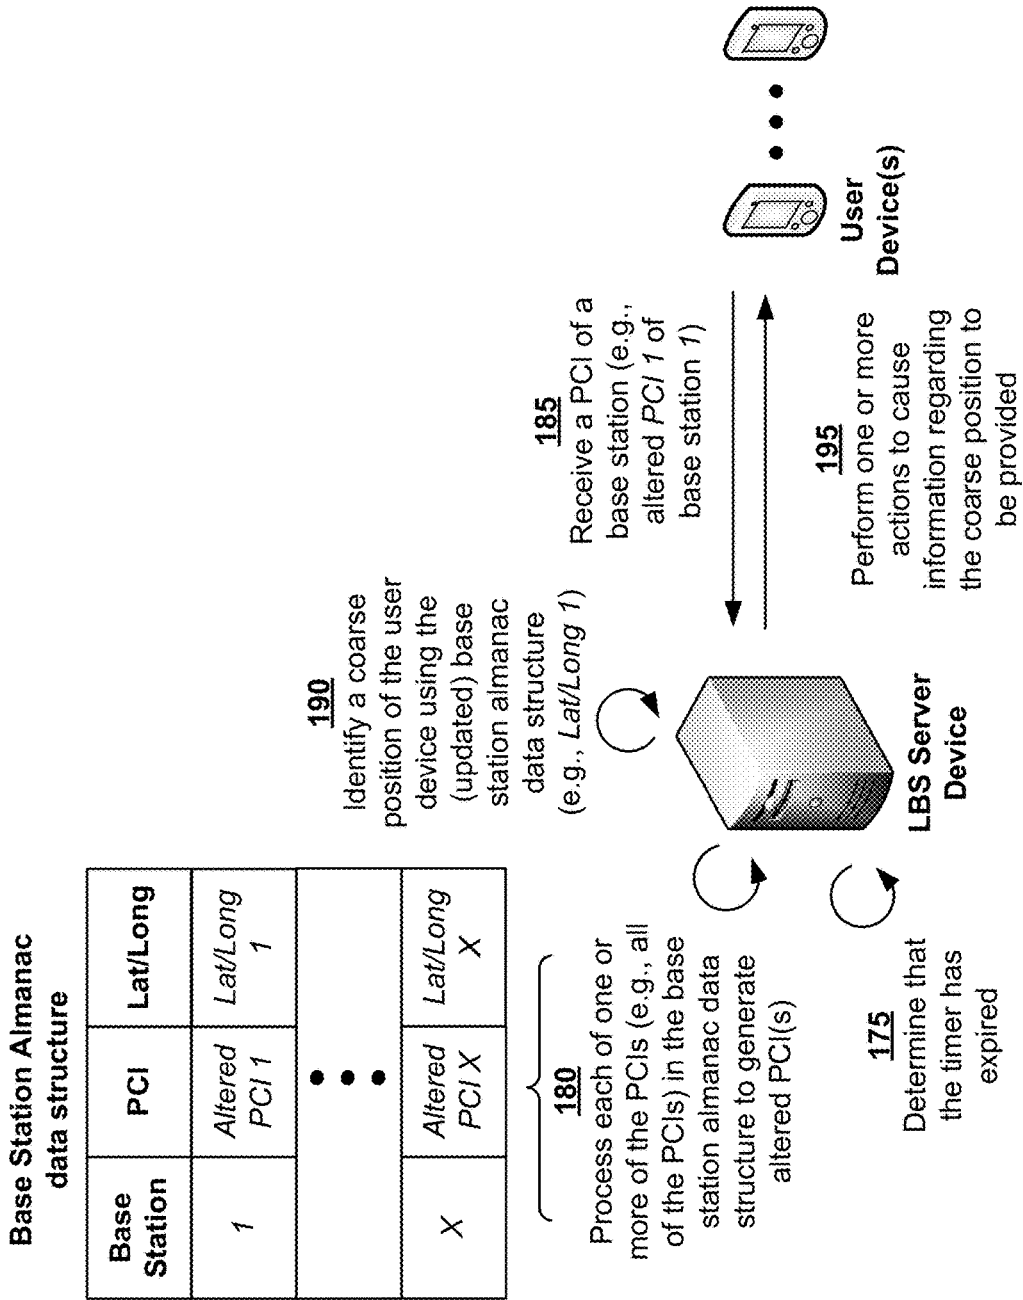 Base Station Almanac
data structure
Base
Station
PCI
Lat/Long
1
Altered
PCI 1
Lat/Long
1
X
Altered
PCI X
Lat/Long
X
180
Process each of one or
more of the PCIs (e.g., all
of the PCIs) in the base
station almanac data
structure to generate
altered PCI(s)
175
Determine that
the timer has
expired
190
Identify a coarse
position of the user
device using the
(updated) base
station almanac
data structure
(e.g., Lat/Long 1)
LBS Server
Device
185
Receive a PCI of a
base station (e.g.,
altered PCI 1 of
base station 1)
195
Perform one or more
actions to cause
information regarding
the coarse position to
be provided
User
Device(s)